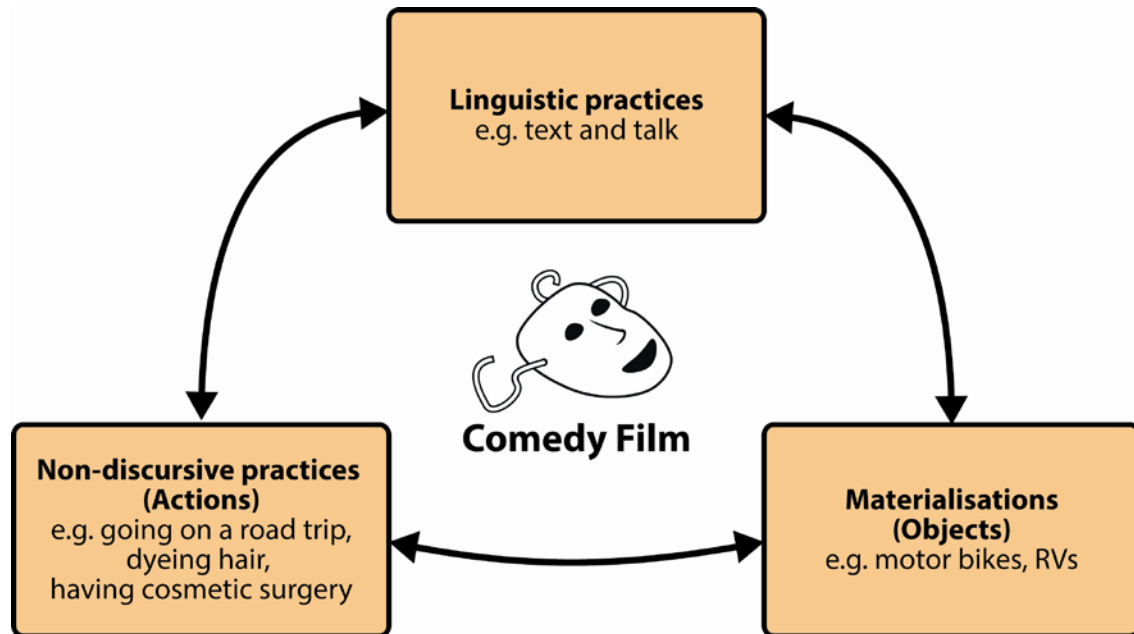 Linguistic practices
e.g. text and talk
Comedy Film
Non-discursive practices
(Actions)
e.g. going on a road trip,
dyeing hair,
having cosmetic surgery
Materialisations
(Objects)
e.g. motor bikes, RVs